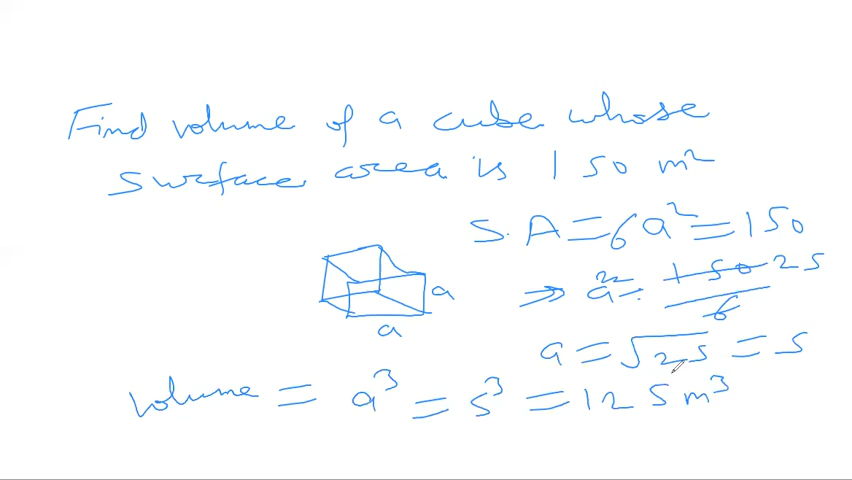 Find volume of a cube whose
surface area is 150 m²
S.A = 6a² = 150
⇒ a² = 150/6 25
a
a
a = √25 = 5
volume = a³ = 5³ = 125 m³